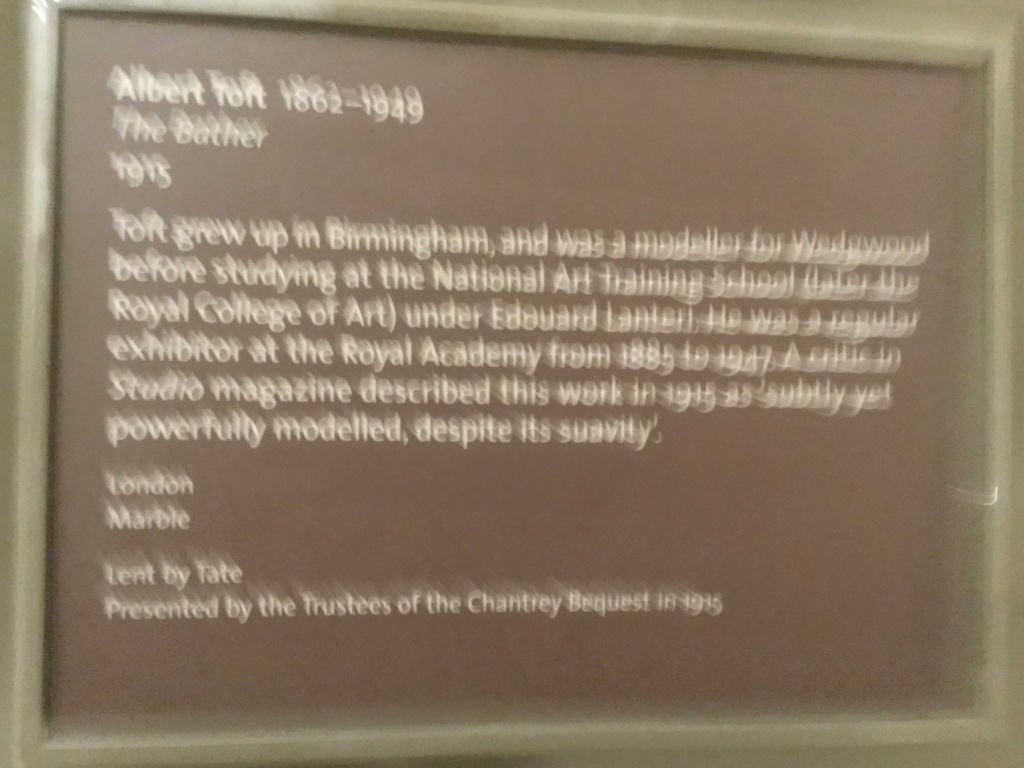 Albert Toft 1862–1949
The Bather
1915
Toft grew up in Birmingham, and was a modeller for Wedgwood
before studying at the National Art Training School (later the
Royal College of Art) under Edouard Lanteri. He was a regular
exhibitor at the Royal Academy from 1885 to 1947. A critic in
Studio magazine described this work in 1915 as 'subtly yet
powerfully modelled, despite its suavity'.
London
Marble
Lent by Tate
Presented by the Trustees of the Chantrey Bequest in 1915